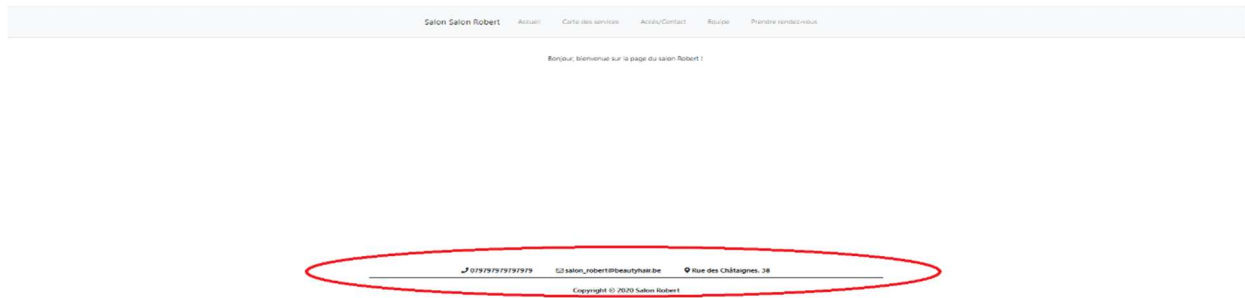 Salon Salon Robert Accueil Carte des services Accès/Contact Équipe Prendre rendez-vous
Bonjour, bienvenue sur la page du salon Robert !
079797979797979 salon_robert@beautyhair.be Rue des Châtaignes, 38
Copyright © 2020 Salon Robert